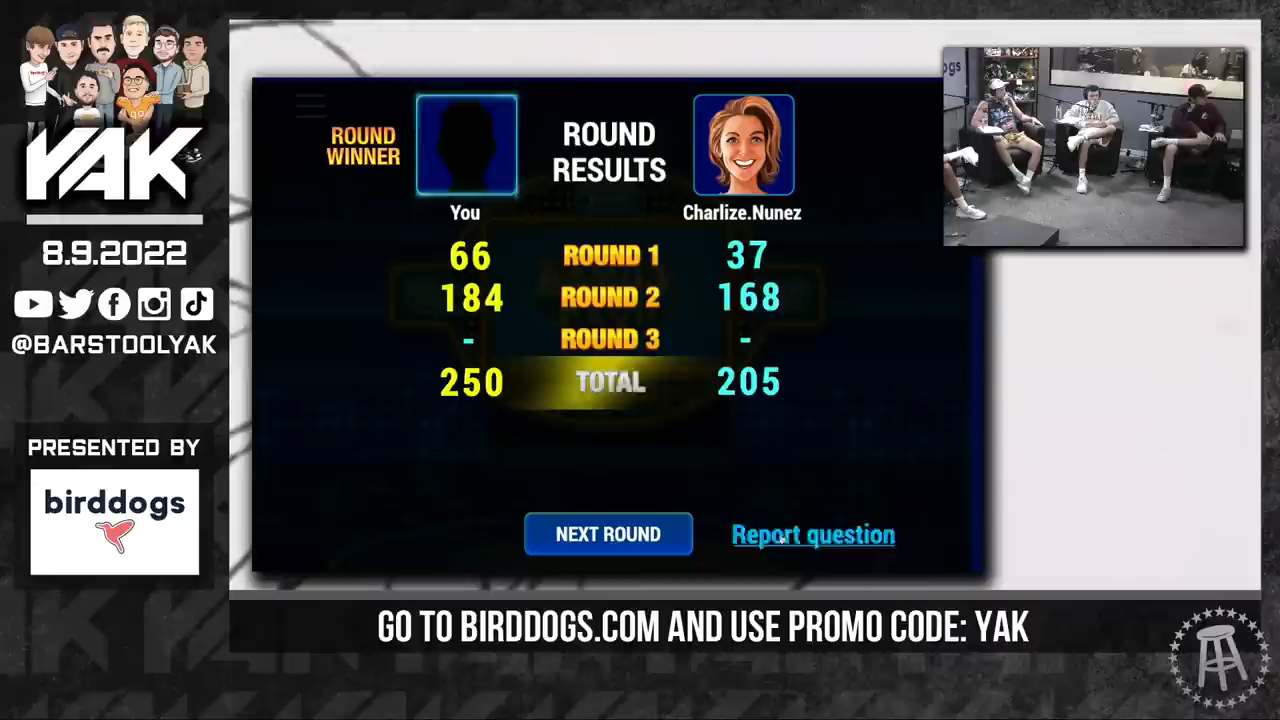 YAK
8.9.2022
@BARSTOOLYAK
PRESENTED BY
birddogs
ROUND
WINNER
You
ROUND
RESULTS
Charlize.Nunez
66 ROUND 1 37
184 ROUND 2 168
- ROUND 3 -
250 TOTAL 205
NEXT ROUND
Report question
ogs
GO TO BIRDDOGS.COM AND USE PROMO CODE: YAK